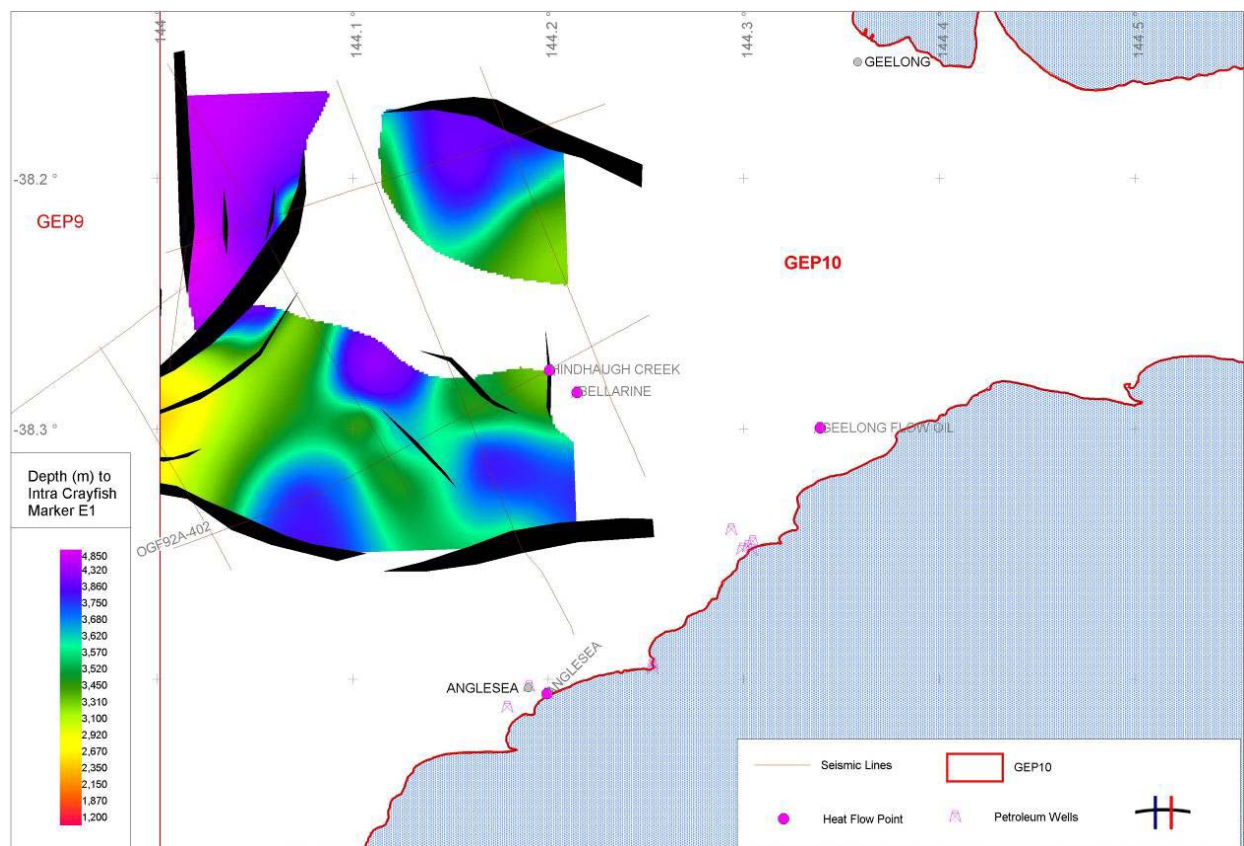 144 °
144.1 °
144.2 °
144.3 °
144.4 °
144.5 °
GEELONG
-38.2 °
GEP9
GEP10
HINDHAUGH CREEK
BELLARINE
-38.3 °
GEELONG FLOW OIL
Depth (m) to
Intra Crayfish
Marker E1
OGF92A-402
4,850
4,320
3,860
3,750
3,680
3,620
3,570
3,520
3,450
3,310
3,100
2,920
2,670
2,350
2,150
1,870
1,200
ANGLESEA
ANGLESEA
Seismic Lines
GEP10
Heat Flow Point
Petroleum Wells